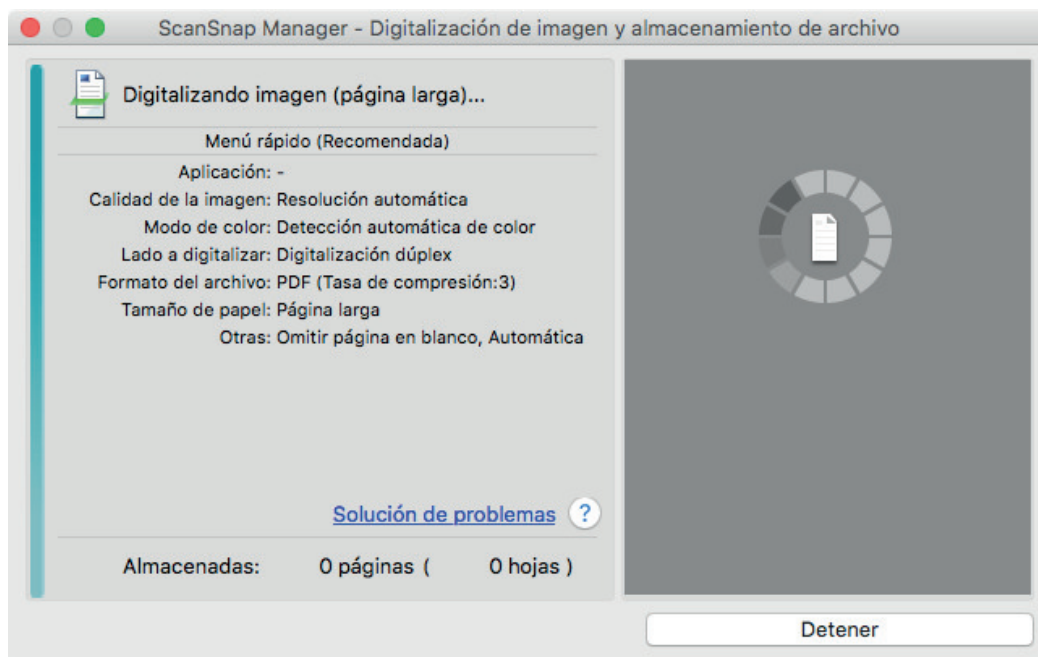 ScanSnap Manager - Digitalización de imagen y almacenamiento de archivo
Digitalizando imagen (página larga)...
Menú rápido (Recomendada)
Aplicación: -
Calidad de la imagen: Resolución automática
Modo de color: Detección automática de color
Lado a digitalizar: Digitalización dúplex
Formato del archivo: PDF (Tasa de compresión:3)
Tamaño de papel: Página larga
Otras: Omitir página en blanco, Automática
Solución de problemas ?
Almacenadas: 0 páginas ( 0 hojas )
Detener